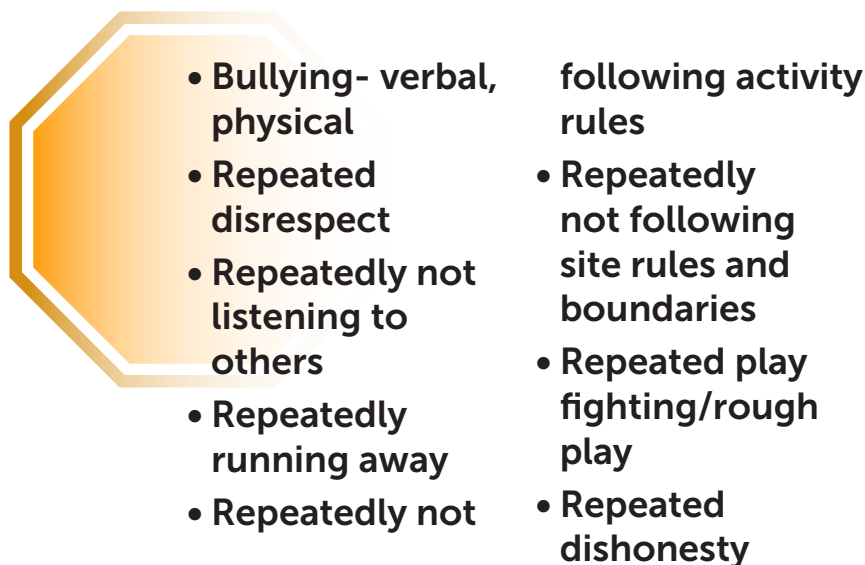 • Bullying- verbal,
physical
• Repeated
disrespect
• Repeatedly not
listening to
others
• Repeatedly
running away
• Repeatedly not
following activity
rules
• Repeatedly
not following
site rules and
boundaries
• Repeated play
fighting/rough
play
• Repeated
dishonesty